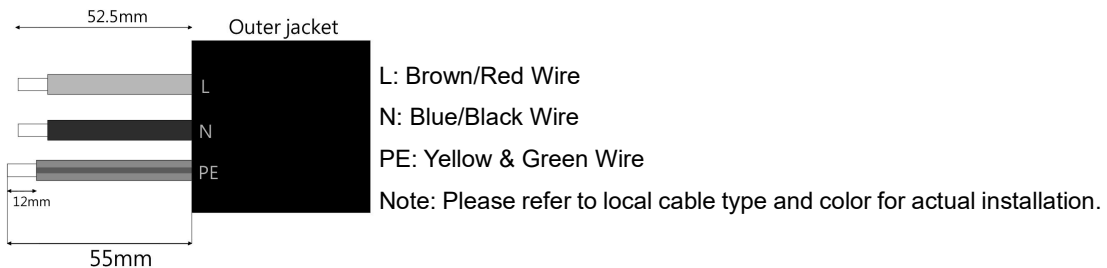 52.5mm
Outer jacket
L
N
PE
12mm
55mm
L: Brown/Red Wire
N: Blue/Black Wire
PE: Yellow & Green Wire
Note: Please refer to local cable type and color for actual installation.